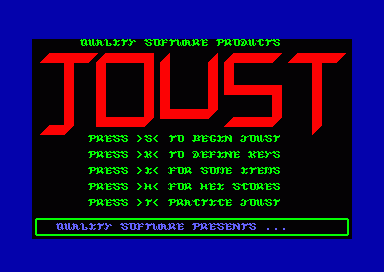 QUALITY SOFTWARE PRODUCTS
JOUST
PRESS >S< TO BEGIN JOUST
PRESS >K< TO DEFINE KEYS
PRESS >I< FOR SOME ITEMS
PRESS >H< FOR SCORES
PRESS >T< PRACTICE JOUST
QUALITY SOFTWARE PRESENTS ...